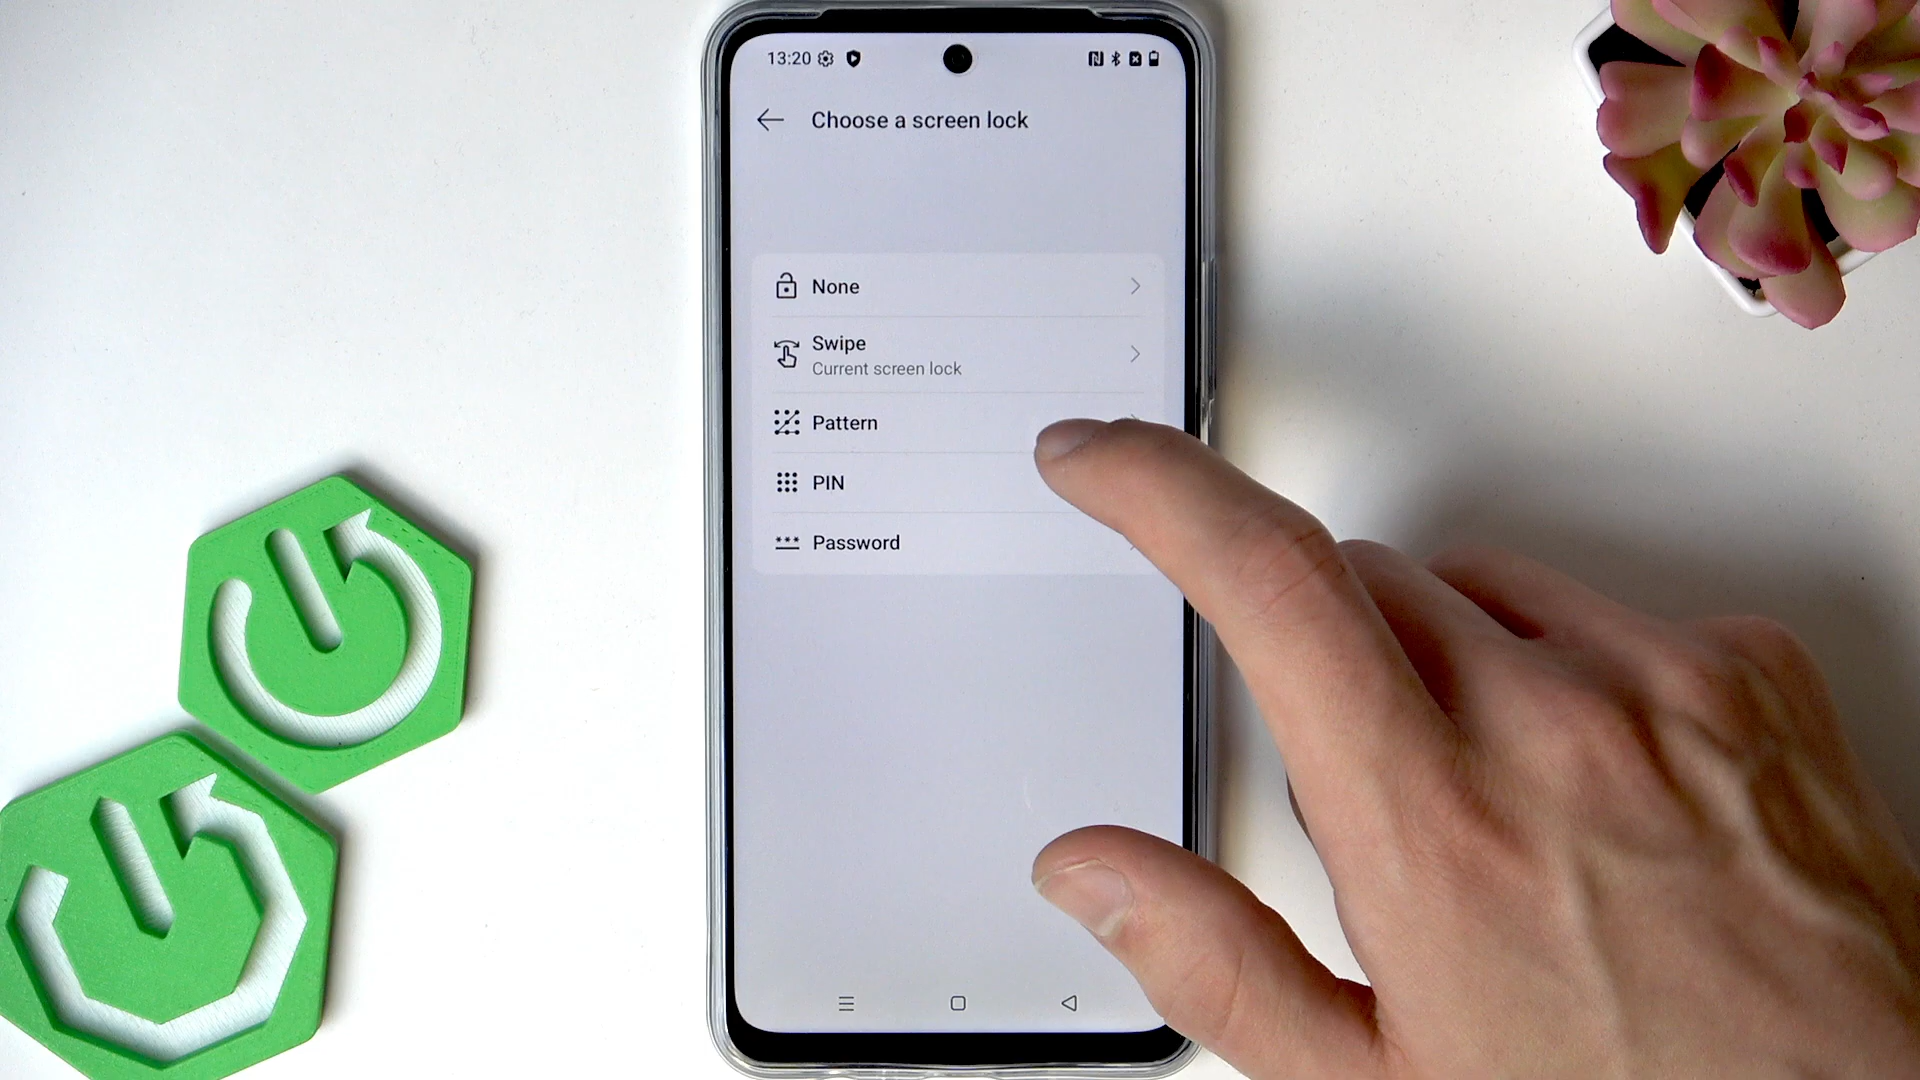 13:20
Choose a screen lock
None
Swipe
Current screen lock
Pattern
PIN
Password